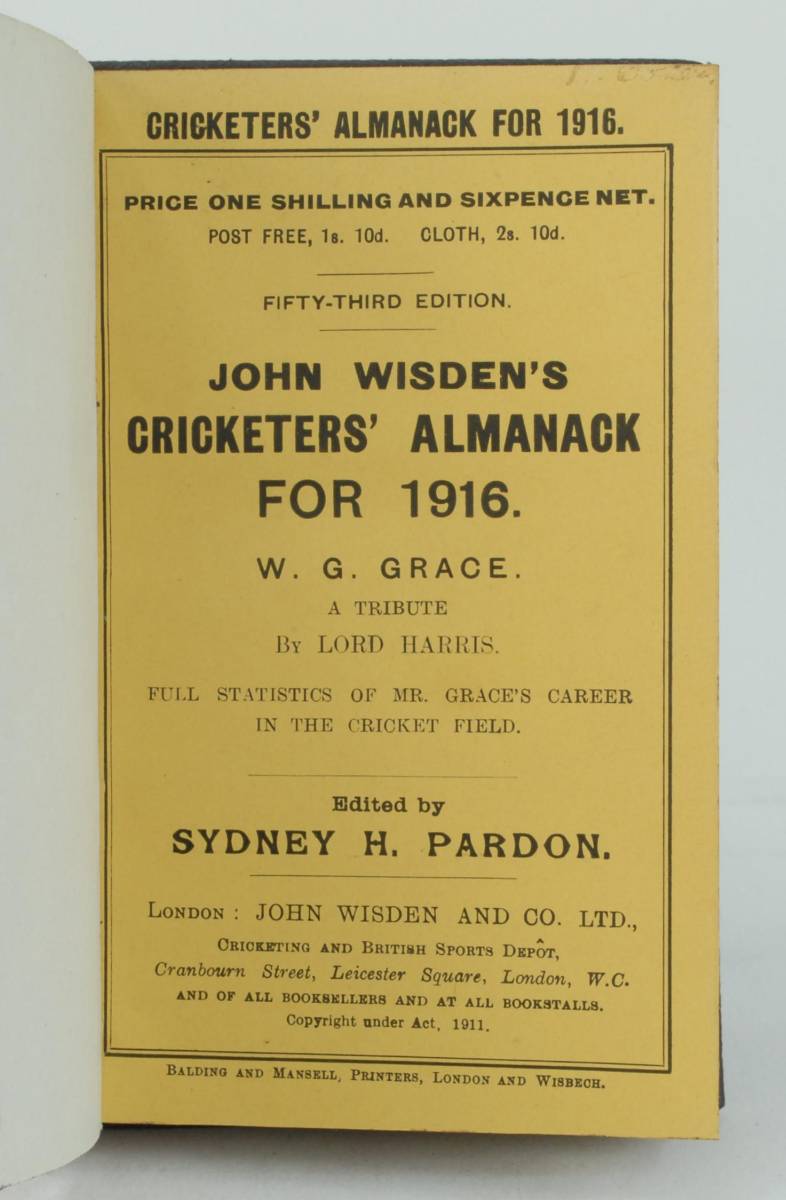 CRICKETERS' ALMANACK FOR 1916.
PRICE ONE SHILLING AND SIXPENCE NET.
POST FREE, 1s. 10d. CLOTH, 2s. 10d.
FIFTY-THIRD EDITION.
JOHN WISDEN'S
CRICKETERS' ALMANACK
FOR 1916.
W. G. GRACE.
A TRIBUTE
BY LORD HARRIS.
FULL STATISTICS OF MR. GRACE'S CAREER
IN THE CRICKET FIELD.
Edited by
SYDNEY H. PARDON.
LONDON: JOHN WISDEN AND CO. LTD.,
CRICKETING AND BRITISH SPORTS DEPÔT,
Cranbourn Street, Leicester Square, London, W.C.
AND OF ALL BOOKSELLERS AND AT ALL BOOKSTALLS.
Copyright under Act, 1911.
BALDING AND MANSELL, PRINTERS, LONDON AND WISBECH.